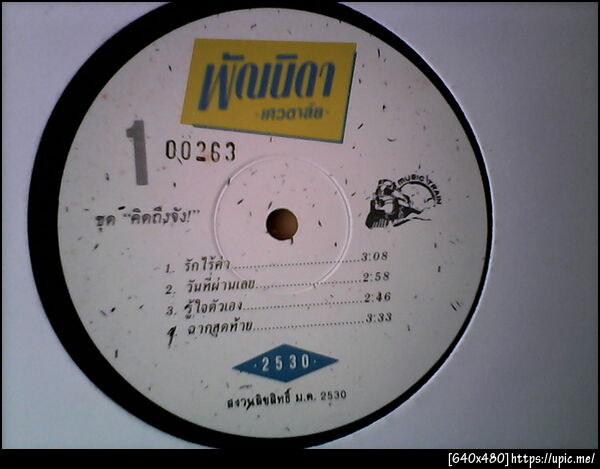 พัณนิดา
·เศวตาลัย·
1
00263
MUSIC TRAIN
ชุด "คิดถึงจัง!"
1. รักไร้ค่า 3:08
2. วันที่ผ่านเลย 2:58
3. รู้ใจตัวเอง 2:46
4. ฉากสุดท้าย 3:33
· 2530 ·
สงวนลิขสิทธิ์ ม.ค. 2530
[640x480]https://upic.me/